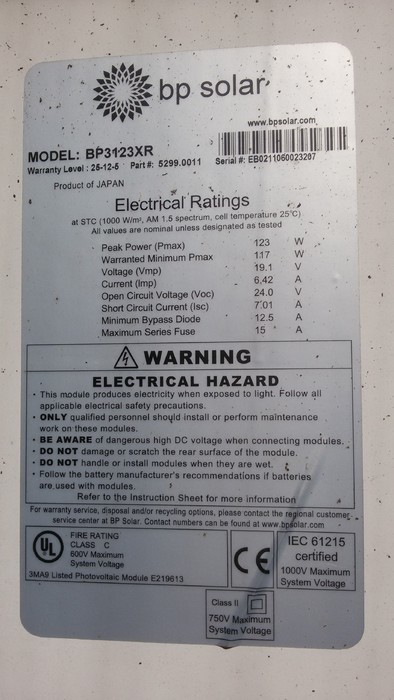 bp solar
www.bpsolar.com
MODEL: BP3123XR
Warranty Level : 25-12-5 Part #: 5299.0011 Serial #: EB0211060023207
Product of JAPAN
Electrical Ratings
at STC (1000 W/m², AM 1.5 spectrum, cell temperature 25°C)
All values are nominal unless designated as tested
Peak Power (Pmax) 123 W
Warranted Minimum Pmax 117 W
Voltage (Vmp) 19.1 V
Current (Imp) 6.42 A
Open Circuit Voltage (Voc) 24.0 V
Short Circuit Current (Isc) 7.01 A
Minimum Bypass Diode 12.5 A
Maximum Series Fuse 15 A
WARNING
ELECTRICAL HAZARD
• This module produces electricity when exposed to light. Follow all
applicable electrical safety precautions.
• ONLY qualified personnel should install or perform maintenance
work on these modules.
• BE AWARE of dangerous high DC voltage when connecting modules.
• DO NOT damage or scratch the rear surface of the module.
• DO NOT handle or install modules when they are wet.
• Follow the battery manufacturer's recommendations if batteries
are used with modules.
Refer to the Instruction Sheet for more information
For warranty service, disposal and/or recycling options, please contact the regional customer
service center at BP Solar. Contact numbers can be found at www.bpsolar.com
UL
FIRE RATING
CLASS C
600V Maximum
System Voltage
3MA9 Listed Photovoltaic Module E219613
CE
IEC 61215
certified
1000V Maximum
System Voltage
Class II
750V Maximum
System Voltage